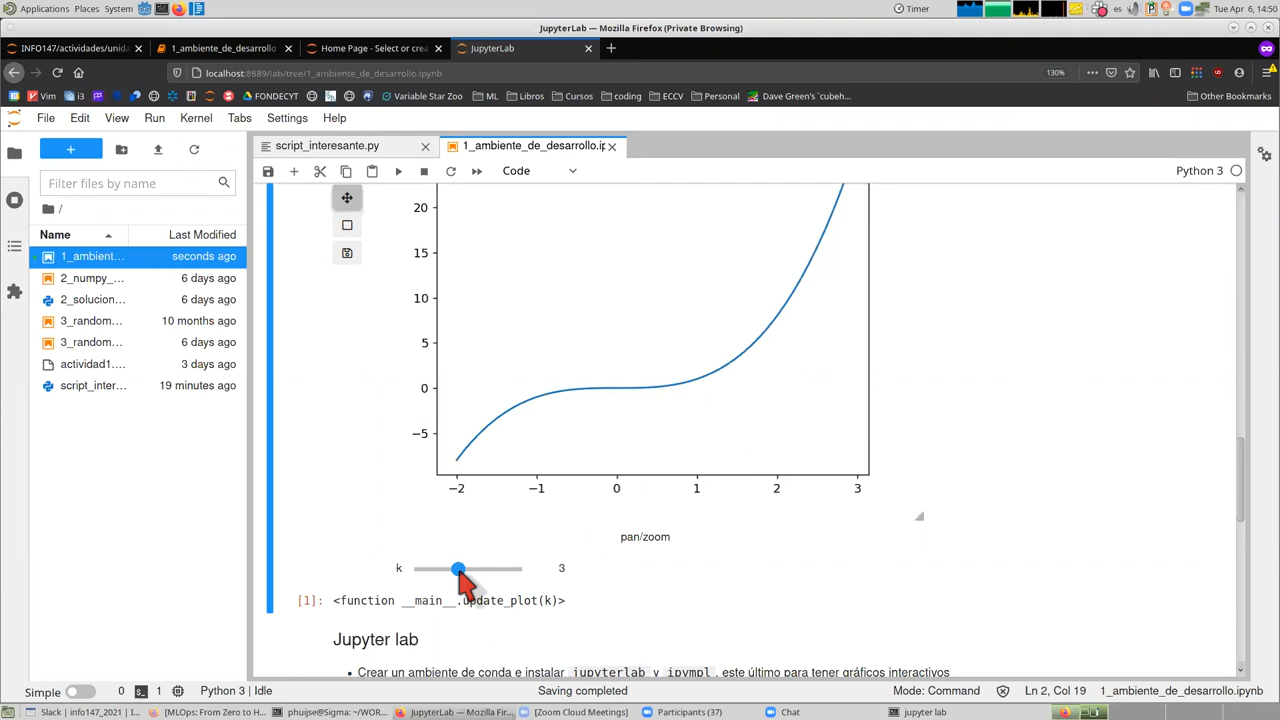 Applications Places System
Timer
es
Tue Apr 6, 14:50
JupyterLab — Mozilla Firefox (Private Browsing)
INFO147/actividades/unida
1_ambiente_de_desarrollo
Home Page - Select or crea
JupyterLab
localhost:8889/lab/tree/1_ambiente_de_desarrollo.ipynb
130%
Vim
i3
FONDECYT
Variable Star Zoo
ML
Libros
Cursos
coding
ECCV
Personal
Dave Green's `cubeh...
Other Bookmarks
File Edit View Run Kernel Tabs Settings Help
script_interesante.py
1_ambiente_de_desarrollo.ip
Code
Python 3
Filter files by name
/
Name Last Modified
1_ambient... seconds ago
2_numpy_... 6 days ago
2_solucion... 6 days ago
3_random... 10 months ago
3_random... 6 days ago
actividad1.... 3 days ago
script_inter... 19 minutes ago
20
15
10
5
0
−5
−2 −1 0 1 2 3
pan/zoom
k 3
[1]: <function __main__.update_plot(k)>
Jupyter lab
• Crear un ambiente de conda e instalar jupyterlab y ipympl, este último para tener gráficos interactivos
Simple 0 1 Python 3 | Idle Saving completed Mode: Command Ln 2, Col 19 1_ambiente_de_desarrollo.ipynb
Slack | info147_2021 | I...
[MLOps: From Zero to H...
phuijse@Sigma: ~/WOR...
JupyterLab — Mozilla Fir...
[Zoom Cloud Meetings]
Participants (37)
Chat
jupyter lab